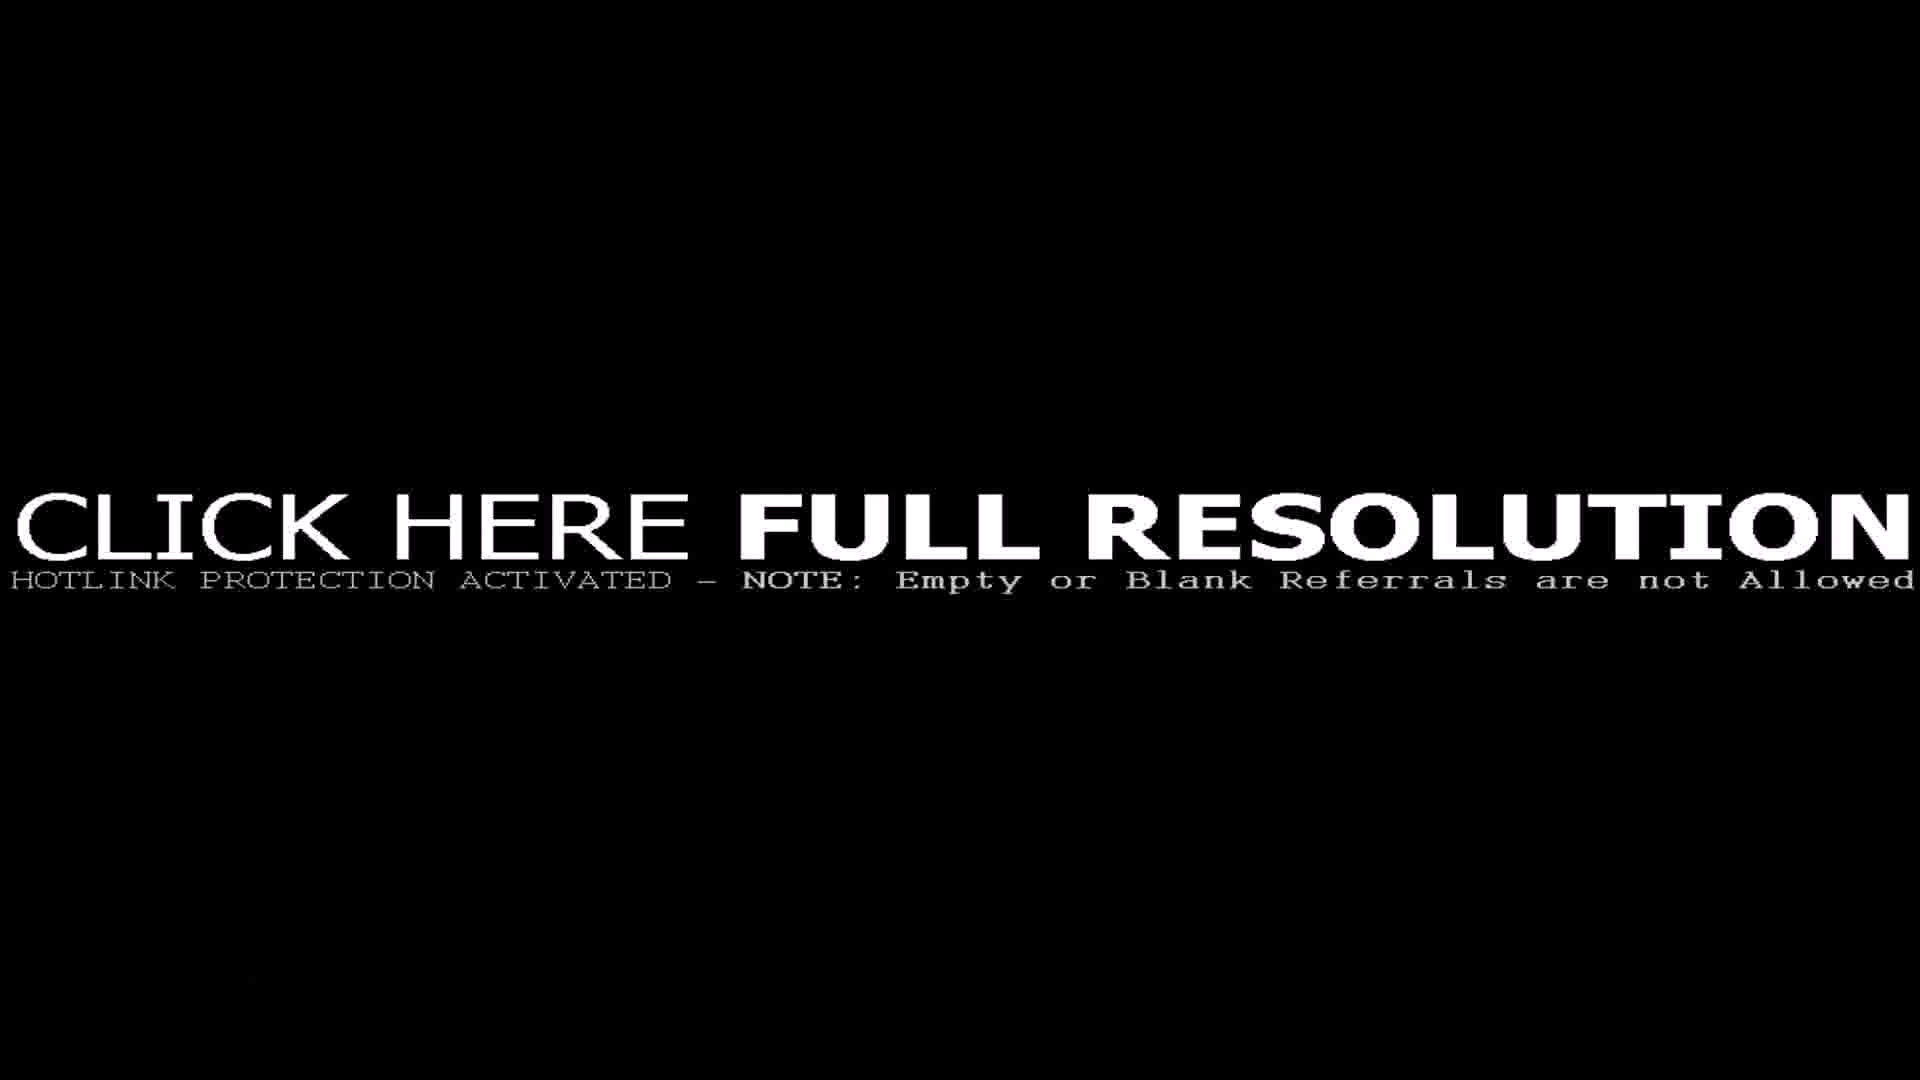 CLICK HERE FULL RESOLUTION
HOTLINK PROTECTION ACTIVATED – NOTE: Empty or Blank Referrals are not Allowed